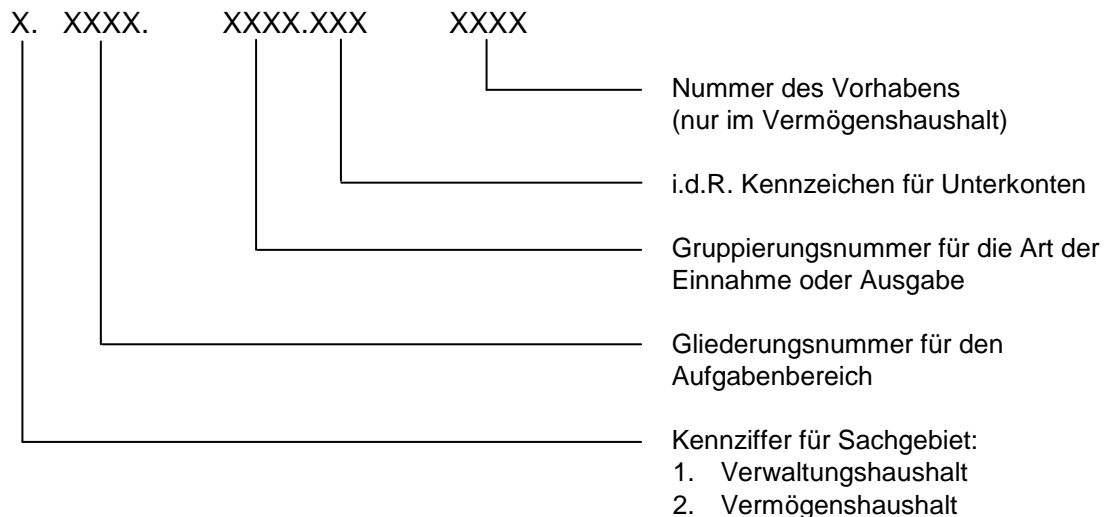 X. XXXX. XXXX.XXX XXXX
Nummer des Vorhabens
(nur im Vermögenshaushalt)
i.d.R. Kennzeichen für Unterkonten
Gruppierungsnummer für die Art der
Einnahme oder Ausgabe
Gliederungsnummer für den
Aufgabenbereich
Kennziffer für Sachgebiet:
1. Verwaltungshaushalt
2. Vermögenshaushalt